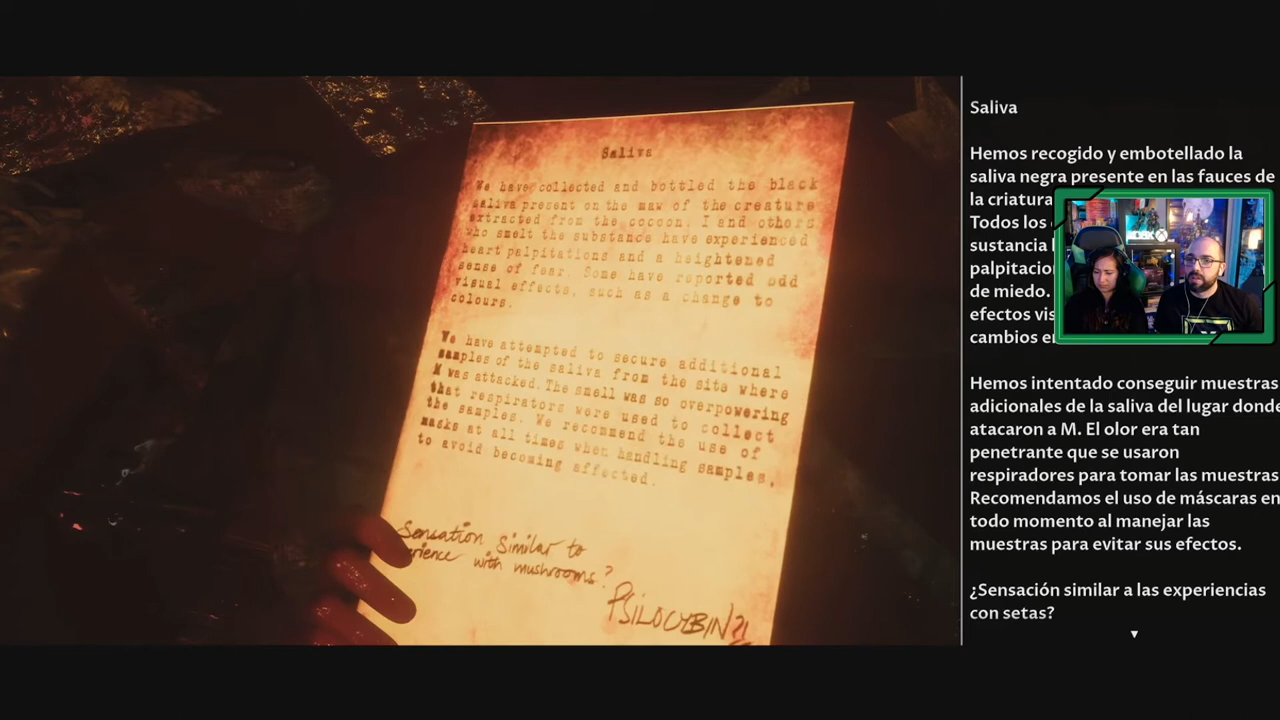 Saliva
We have collected and bottled the black
saliva present on the maw of the creature
extracted from the cocoon. I and others
who smelt the substance have experienced
heart palpitations and a heightened
sense of fear. Some have reported odd
visual effects, such as a change to
colours.
We have attempted to secure additional
samples of the saliva from the site where
M was attacked. The smell was so overpowering
that respirators were used to collect
the samples. We recommend the use of
masks at all times when handling samples,
to avoid becoming affected.
Sensation Similar to
erience with mushrooms?
PSILOCYBIN?!
Saliva
Hemos recogido y embotellado la
saliva negra presente en las fauces de
la criatura
Todos los
sustancia
palpitacion
de miedo.
efectos vis
cambios en
Hemos intentado conseguir muestras
adicionales de la saliva del lugar donde
atacaron a M. El olor era tan
penetrante que se usaron
respiradores para tomar las muestras
Recomendamos el uso de máscaras en
todo momento al manejar las
muestras para evitar sus efectos.
¿Sensación similar a las experiencias
con setas?
XBOX